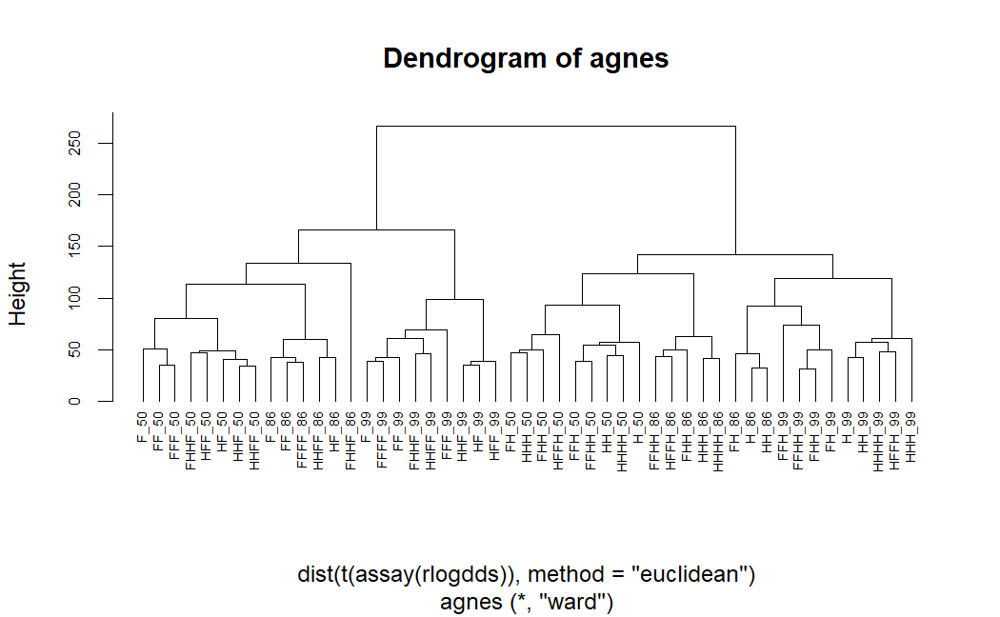 Dendrogram of agnes
Height
250
200
150
100
50
0
F_50
FF_50
FFF_50
FHHF_50
HFF_50
HF_50
HHF_50
HHFF_50
F_86
FF_86
FFFF_86
HHFF_86
HF_86
FHHF_86
F_99
FFFF_99
FF_99
FHHF_99
HHFF_99
FFF_99
HHF_99
HF_99
HFF_99
FH_50
HHH_50
FHH_50
HFFH_50
FFH_50
FFHH_50
HH_50
HHHH_50
H_50
FFHH_86
HFFH_86
FHH_86
HHH_86
HHHH_86
FH_86
H_86
HH_86
FFH_99
FFHH_99
FHH_99
FH_99
H_99
HH_99
HHHH_99
HFFH_99
HHH_99
dist(t(assay(rlogdds)), method = "euclidean")
agnes (*, "ward")